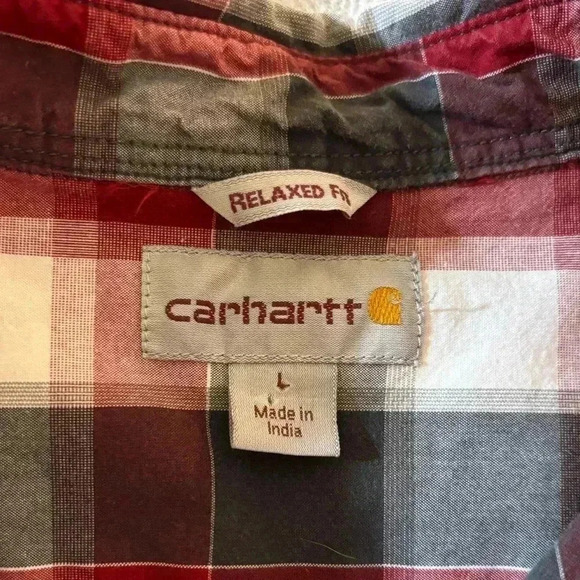 RELAXED FIT
carhartt
L
Made in
India